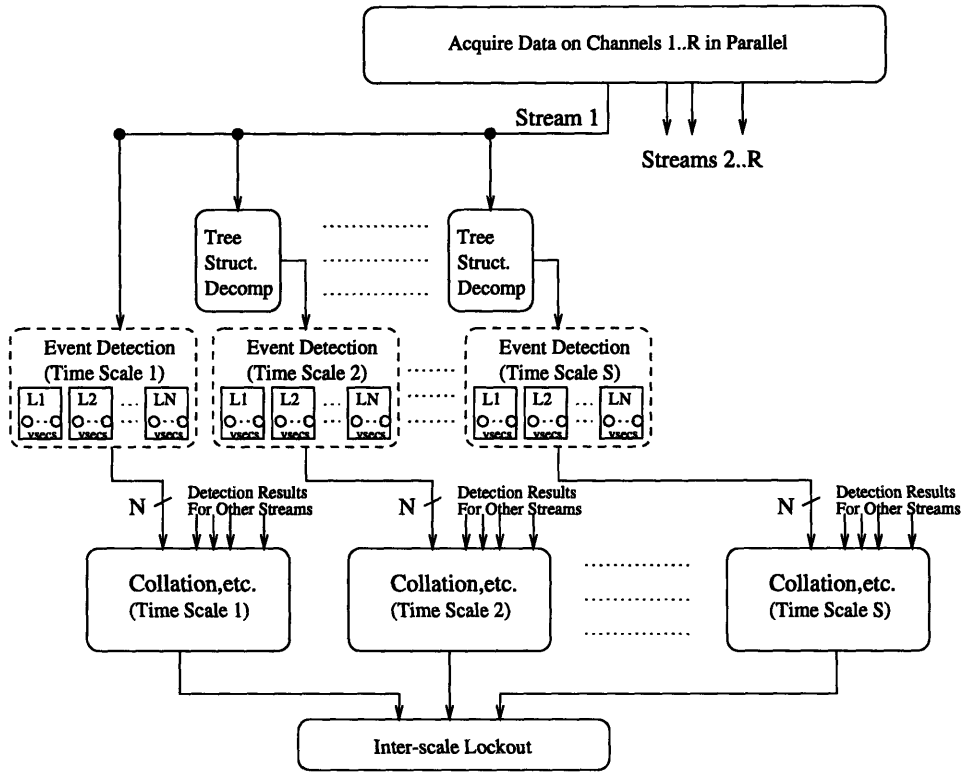 Acquire Data on Channels 1..R in Parallel
Stream 1
Streams 2..R
Tree
Struct.
Decomp
Tree
Struct.
Decomp
Event Detection
(Time Scale 1)
L1 L2 .... LN
vsecs vsecs vsecs
Event Detection
(Time Scale 2)
L1 L2 .... LN
vsecs vsecs vsecs
Event Detection
(Time Scale S)
L1 L2 .... LN
vsecs vsecs vsecs
N
Detection Results
For Other Streams
N
Detection Results
For Other Streams
N
Detection Results
For Other Streams
Collation,etc.
(Time Scale 1)
Collation,etc.
(Time Scale 2)
Collation,etc.
(Time Scale S)
Inter-scale Lockout